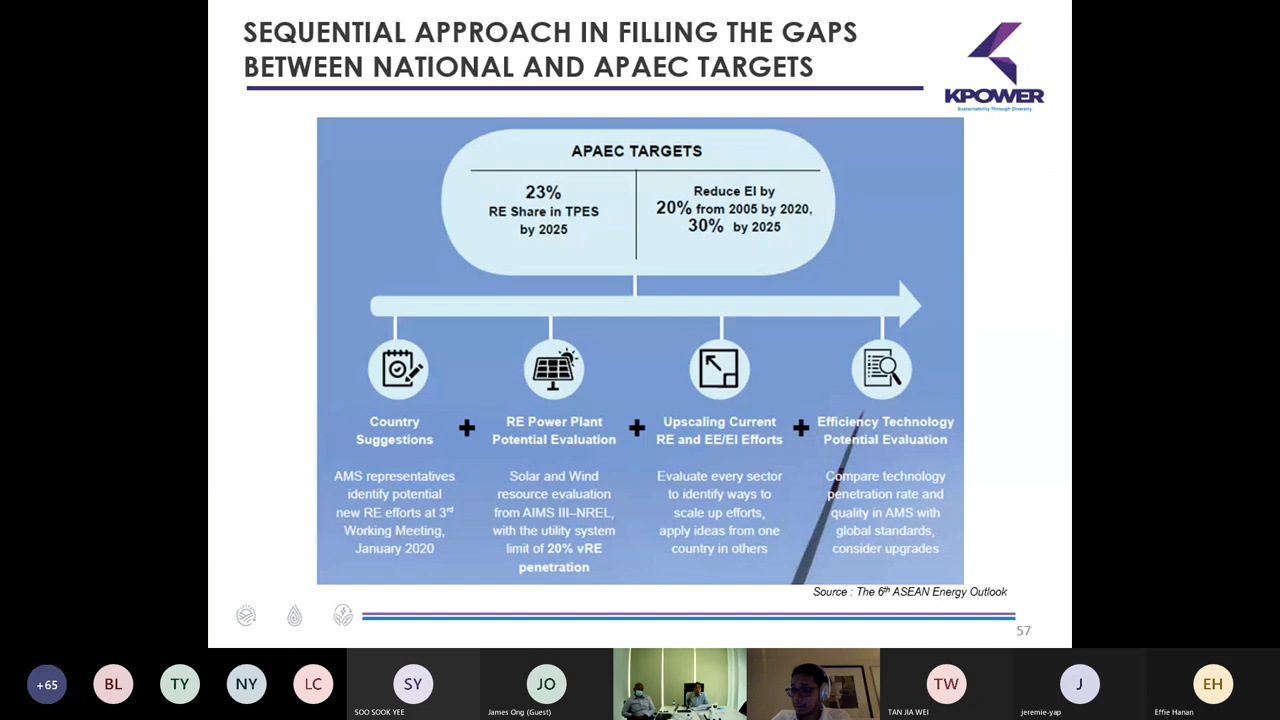 SEQUENTIAL APPROACH IN FILLING THE GAPS
BETWEEN NATIONAL AND APAEC TARGETS
KPOWER
Sustainability Through Diversity
APAEC TARGETS
23%
RE Share in TPES
by 2025
Reduce EI by
20% from 2005 by 2020,
30% by 2025
Country
Suggestions
+
RE Power Plant
Potential Evaluation
+
Upscaling Current
RE and EE/EI Efforts
+
Efficiency Technology
Potential Evaluation
AMS representatives
identify potential
new RE efforts at 3rd
Working Meeting,
January 2020
Solar and Wind
resource evaluation
from AIMS III–NREL,
with the utility system
limit of 20% vRE
penetration
Evaluate every sector
to identify ways to
scale up efforts,
apply ideas from one
country in others
Compare technology
penetration rate and
quality in AMS with
global standards,
consider upgrades
Source : The 6th ASEAN Energy Outlook
57
+65
BL
TY
NY
LC
SY
SOO SOOK YEE
JO
James Ong (Guest)
TW
TAN JIA WEI
J
jeremie-yap
EH
Effie Hanan